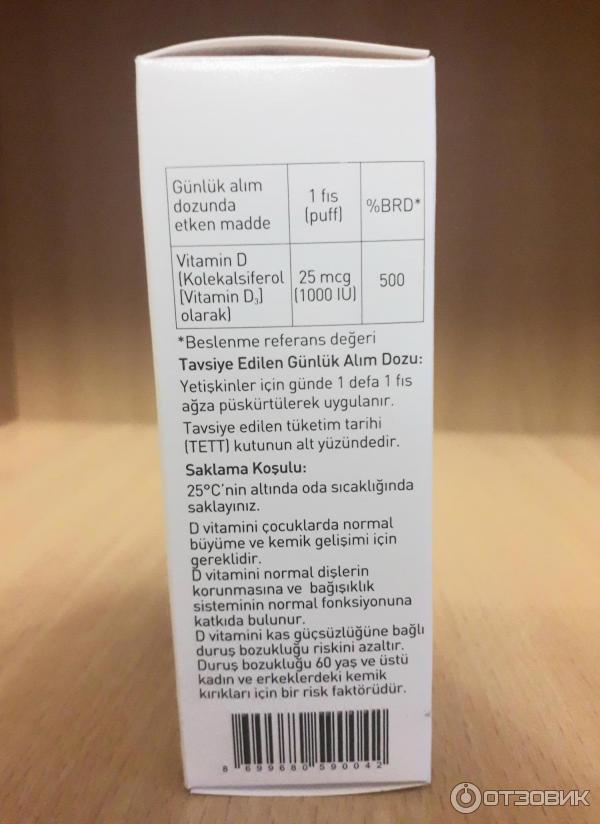 Günlük alım
dozunda
etken madde
1 fıs
(puff)
%BRD*
Vitamin D
(Kolekalsiferol
[Vitamin D₃]
olarak)
25 mcg
(1000 IU)
500
*Beslenme referans değeri
Tavsiye Edilen Günlük Alım Dozu:
Yetişkinler için günde 1 defa 1 fıs
ağza püskürtülerek uygulanır.
Tavsiye edilen tüketim tarihi
(TETT) kutunun alt yüzündedir.
Saklama Koşulu:
25°C'nin altında oda sıcaklığında
saklayınız.
D vitamini çocuklarda normal
büyüme ve kemik gelişimi için
gereklidir.
D vitamini normal dişlerin
korunmasına ve bağışıklık
sisteminin normal fonksiyonuna
katkıda bulunur.
D vitamini kas güçsüzlüğüne bağlı
duruş bozukluğu riskini azaltır.
Duruş bozukluğu 60 yaş ve üstü
kadın ve erkeklerdeki kemik
kırıkları için bir risk faktörüdür.
8 699680 590042
ОТЗОВИК